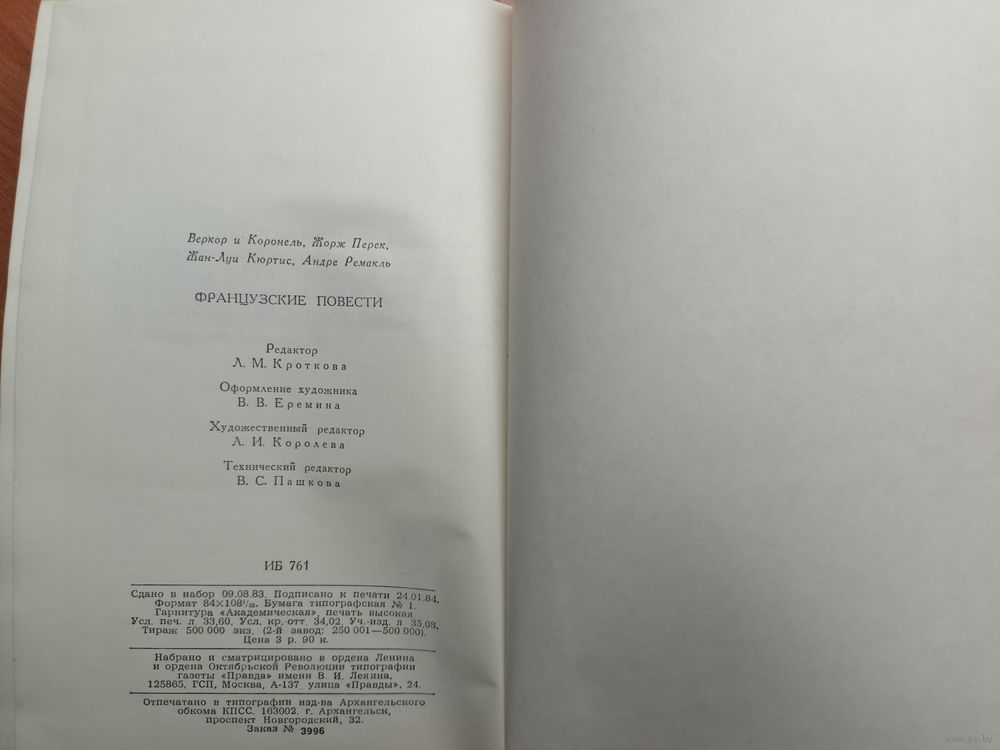 Веркор и Коронель, Жорж Перек,
Жан-Луи Кюртис, Андре Ремакль
ФРАНЦУЗСКИЕ ПОВЕСТИ
Редактор
Л. М. Кроткова
Оформление художника
В. В. Еремина
Художественный редактор
Л. И. Королева
Технический редактор
В. С. Пашкова
ИБ 761
Сдано в набор 09.08.83. Подписано к печати 24.01.84.
Формат 84×108¹/₃₂. Бумага типографская № 1.
Гарнитура «Академическая», печать высокая
Усл. печ. л 33,60. Усл. кр.-отт. 34,02. Уч.-изд. л 35,08.
Тираж 500 000 экз. (2-й завод: 250 001—500 000).
Цена 3 р. 90 к.
Набрано и сматрицировано в ордена Ленина
и ордена Октябрьской Революции типографии
газеты «Правда» имени В. И. Ленина.
125865, ГСП, Москва, А-137. улица «Правды», 24.
Отпечатано в типографии изд-ва Архангельского
обкома КПСС. 163002. г. Архангельск,
проспект Новгородский, 32.
Заказ № 3996
www.ay.by